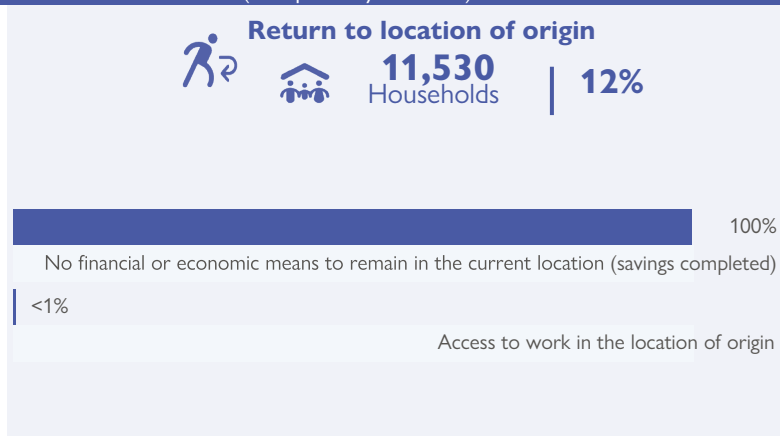 Return to location of origin
11,530
Households
12%
100%
No financial or economic means to remain in the current location (savings completed)
<1%
Access to work in the location of origin